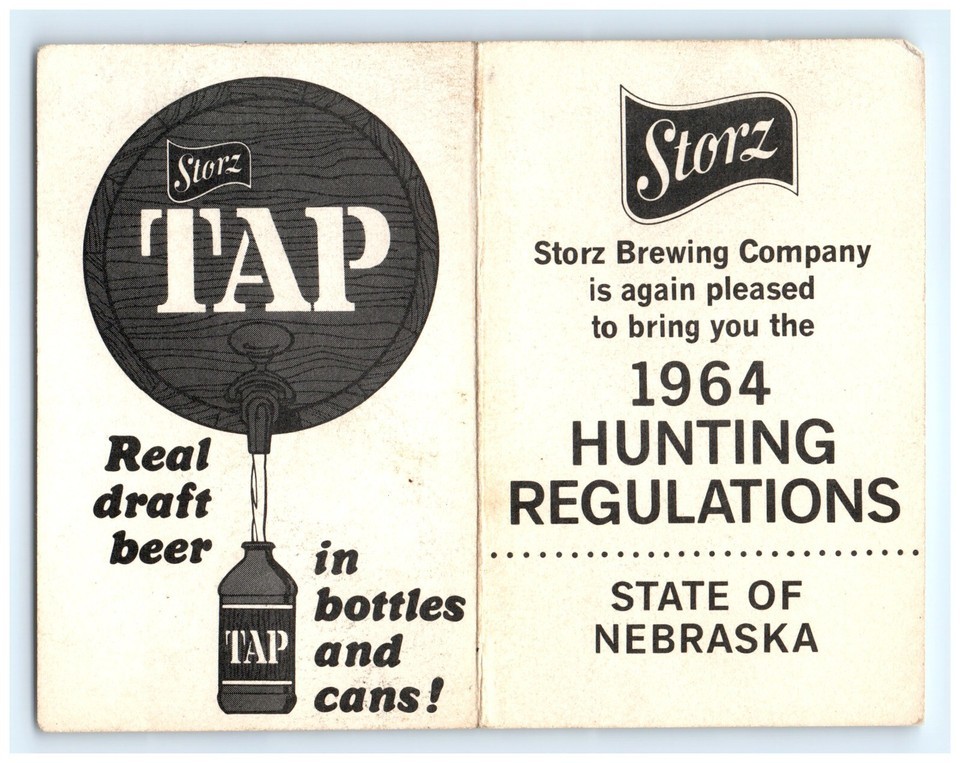 Storz
TAP
Real
draft
beer
in
bottles
and
cans!
TAP
Storz
Storz Brewing Company
is again pleased
to bring you the
1964
HUNTING
REGULATIONS
STATE OF
NEBRASKA